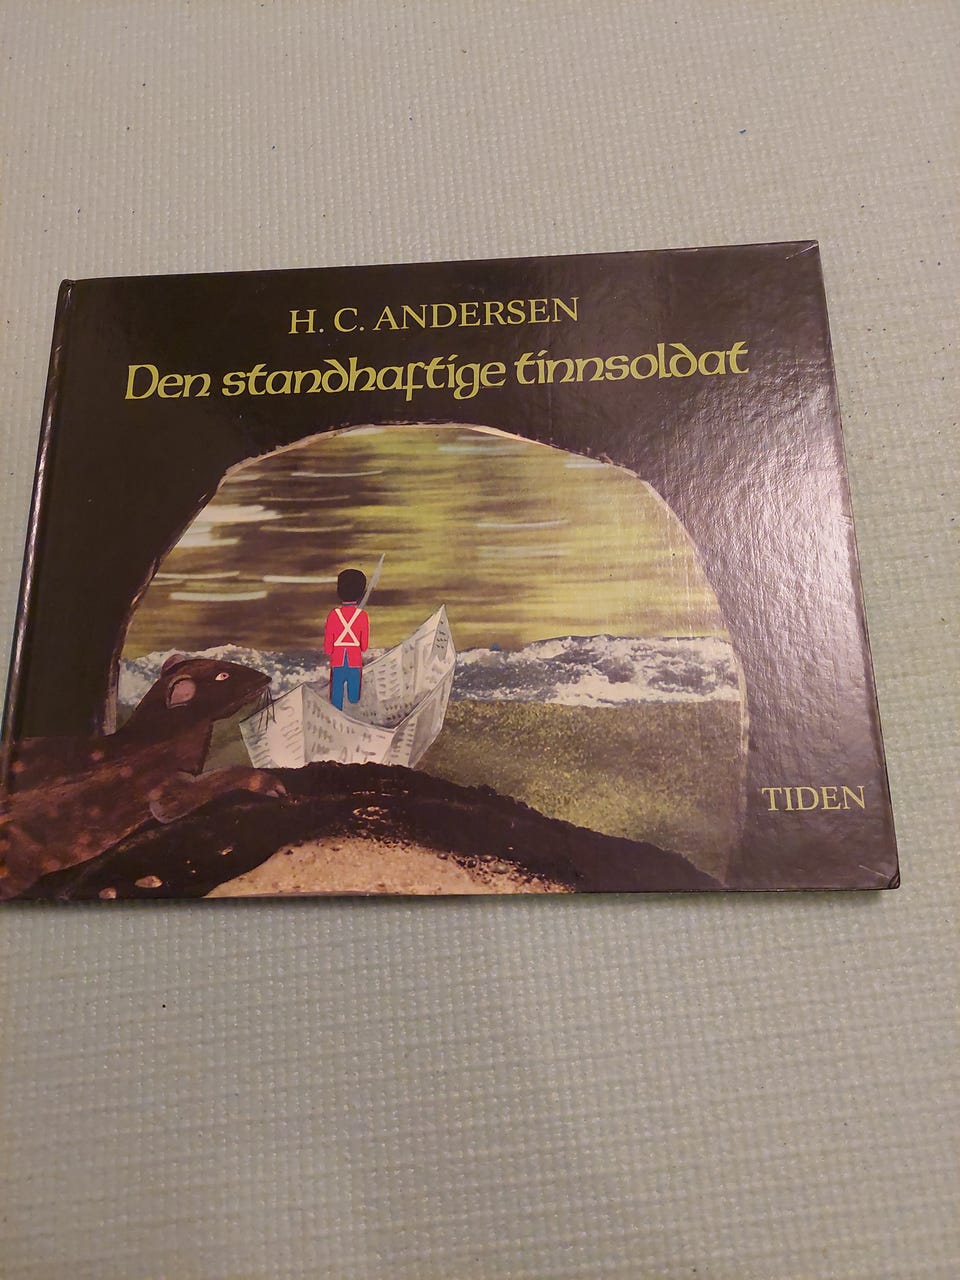 H. C. ANDERSEN
Den standhaftige tinnsoldat
TIDEN